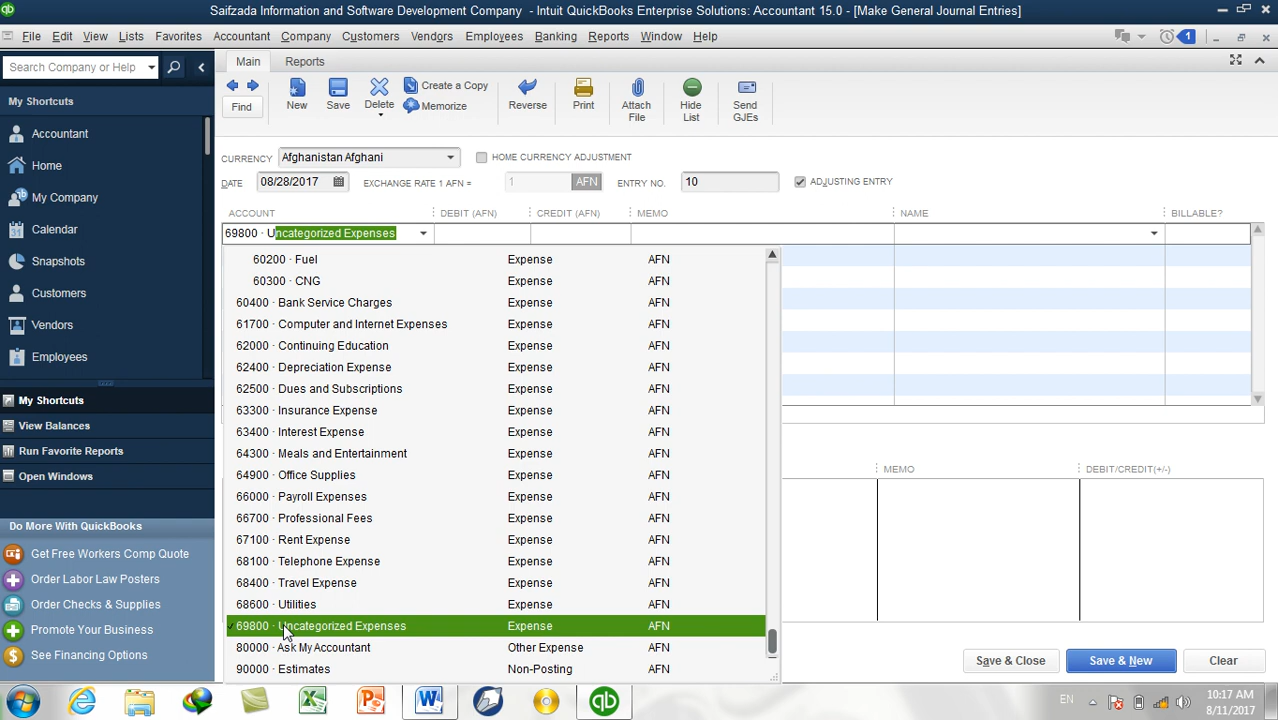 Saifzada Information and Software Development Company - Intuit QuickBooks Enterprise Solutions: Accountant 15.0 - [Make General Journal Entries]
File Edit View Lists Favorites Accountant Company Customers Vendors Employees Banking Reports Window Help 1
Search Company or Help
Main Reports
My Shortcuts
Accountant
Home
My Company
Calendar
Snapshots
Customers
Vendors
Employees
My Shortcuts
View Balances
Run Favorite Reports
Open Windows
Do More With QuickBooks
Get Free Workers Comp Quote
Order Labor Law Posters
Order Checks & Supplies
Promote Your Business
See Financing Options
Find New Save Delete Create a Copy Memorize Reverse Print Attach File Hide List Send GJEs
CURRENCY Afghanistan Afghani HOME CURRENCY ADJUSTMENT
DATE 08/28/2017 EXCHANGE RATE 1 AFN = 1 AFN ENTRY NO. 10 ADJUSTING ENTRY
ACCOUNT DEBIT (AFN) CREDIT (AFN) MEMO NAME BILLABLE?
69800 · Uncategorized Expenses
60200 · Fuel Expense AFN
60300 · CNG Expense AFN
60400 · Bank Service Charges Expense AFN
61700 · Computer and Internet Expenses Expense AFN
62000 · Continuing Education Expense AFN
62400 · Depreciation Expense Expense AFN
62500 · Dues and Subscriptions Expense AFN
63300 · Insurance Expense Expense AFN
63400 · Interest Expense Expense AFN
64300 · Meals and Entertainment Expense AFN
64900 · Office Supplies Expense AFN
66000 · Payroll Expenses Expense AFN
66700 · Professional Fees Expense AFN
67100 · Rent Expense Expense AFN
68100 · Telephone Expense Expense AFN
68400 · Travel Expense Expense AFN
68600 · Utilities Expense AFN
69800 · Uncategorized Expenses Expense AFN
80000 · Ask My Accountant Other Expense AFN
90000 · Estimates Non-Posting AFN
MEMO DEBIT/CREDIT(+/-)
Save & Close Save & New Clear
EN 10:17 AM
8/11/2017